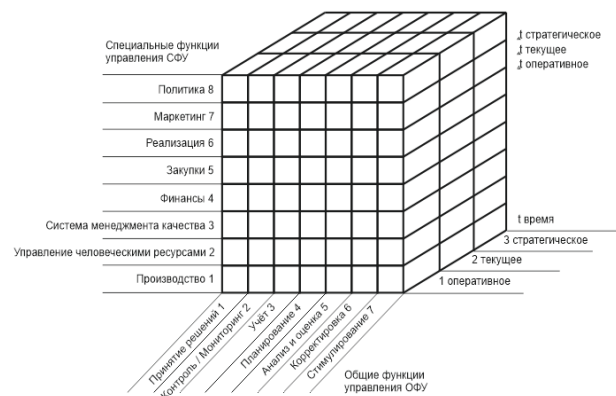 Специальные функции
управления СФУ
Политика 8
Маркетинг 7
Реализация 6
Закупки 5
Финансы 4
Система менеджмента качества 3
Управление человеческими ресурсами 2
Производство 1
t стратегическое
t текущее
t оперативное
t время
3 стратегическое
2 текущее
1 оперативное
Принятие решений 1
Контроль / Мониторинг 2
Учёт 3
Планирование 4
Анализ и оценка 5
Корректировка 6
Стимулирование 7
Общие функции
управления ОФУ